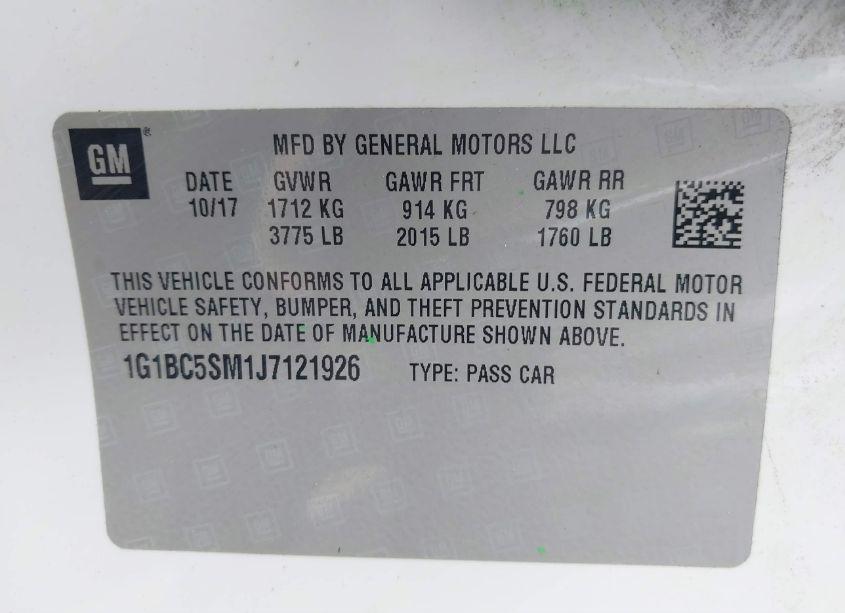 GM ®
MFD BY GENERAL MOTORS LLC
DATE GVWR GAWR FRT GAWR RR
10/17 1712 KG 914 KG 798 KG
3775 LB 2015 LB 1760 LB
THIS VEHICLE CONFORMS TO ALL APPLICABLE U.S. FEDERAL MOTOR
VEHICLE SAFETY, BUMPER, AND THEFT PREVENTION STANDARDS IN
EFFECT ON THE DATE OF MANUFACTURE SHOWN ABOVE.
1G1BC5SM1J7121926 TYPE: PASS CAR